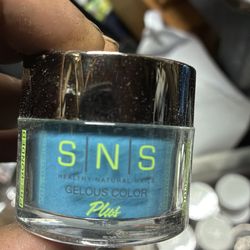 SNS
HEALTHY NATURAL NAILS
GELOUS COLOR
Plus